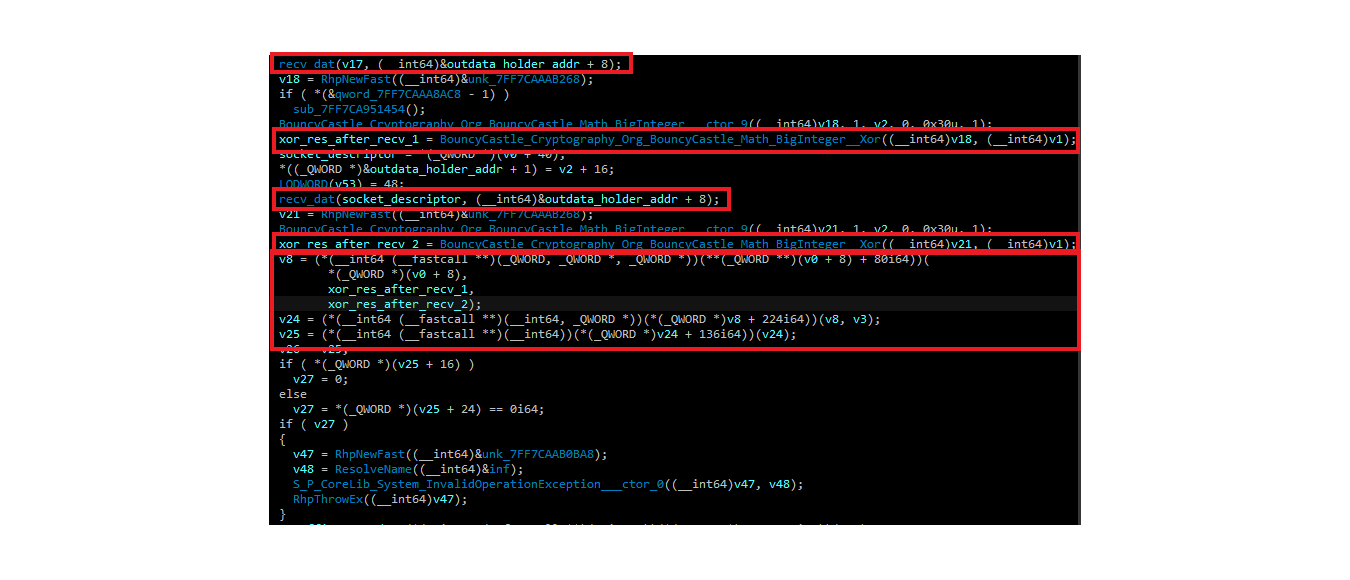 recv_dat(v17, (__int64)&outdata_holder_addr + 8);
v18 = RhpNewFast((__int64)&unk_7FF7CAAAB268);
if ( *(&qword_7FF7CAAA8AC8 - 1) )
sub_7FF7CA951454();
BouncyCastle_Cryptography_Org_BouncyCastle_Math_BigInteger___ctor_9((__int64)v18, 1, v2, 0, 0x30u, 1);
xor_res_after_recv_1 = BouncyCastle_Cryptography_Org_BouncyCastle_Math_BigInteger__Xor((__int64)v18, (__int64)v1);
socket_descriptor = *(_QWORD *)(v0 + 40);
*((_QWORD *)&outdata_holder_addr + 1) = v2 + 16;
LODWORD(v53) = 48;
recv_dat(socket_descriptor, (__int64)&outdata_holder_addr + 8);
v21 = RhpNewFast((__int64)&unk_7FF7CAAAB268);
BouncyCastle_Cryptography_Org_BouncyCastle_Math_BigInteger___ctor_9((__int64)v21, 1, v2, 0, 0x30u, 1);
xor_res_after_recv_2 = BouncyCastle_Cryptography_Org_BouncyCastle_Math_BigInteger__Xor((__int64)v21, (__int64)v1);
v8 = (*(__int64 (__fastcall **)(_QWORD, _QWORD *, _QWORD *))(**(_QWORD **)(v0 + 8) + 80i64))(
*(_QWORD *)(v0 + 8),
xor_res_after_recv_1,
xor_res_after_recv_2);
v24 = (*(__int64 (__fastcall **)(__int64, _QWORD *))(*(_QWORD *)v8 + 224i64))(v8, v3);
v25 = (*(__int64 (__fastcall **)(__int64))(*(_QWORD *)v24 + 136i64))(v24);
v26 = v25;
if ( *(_QWORD *)(v25 + 16) )
v27 = 0;
else
v27 = *(_QWORD *)(v25 + 24) == 0i64;
if ( v27 )
{
v47 = RhpNewFast((__int64)&unk_7FF7CAAB0BA8);
v48 = ResolveName((__int64)&inf);
S_P_CoreLib_System_InvalidOperationException___ctor_0((__int64)v47, v48);
RhpThrowEx((__int64)v47);
}